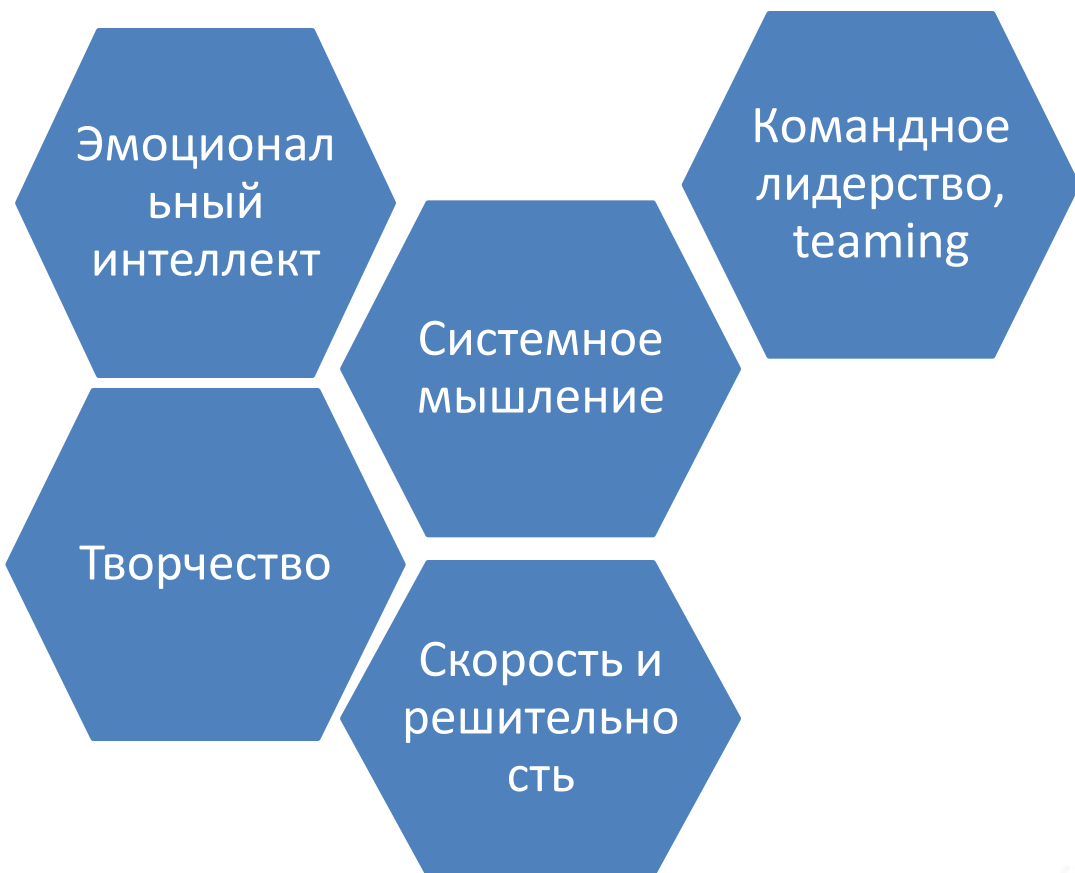 Эмоционал
ьный
интеллект
Командное
лидерство,
teaming
Системное
мышление
Творчество
Скорость и
решительно
сть